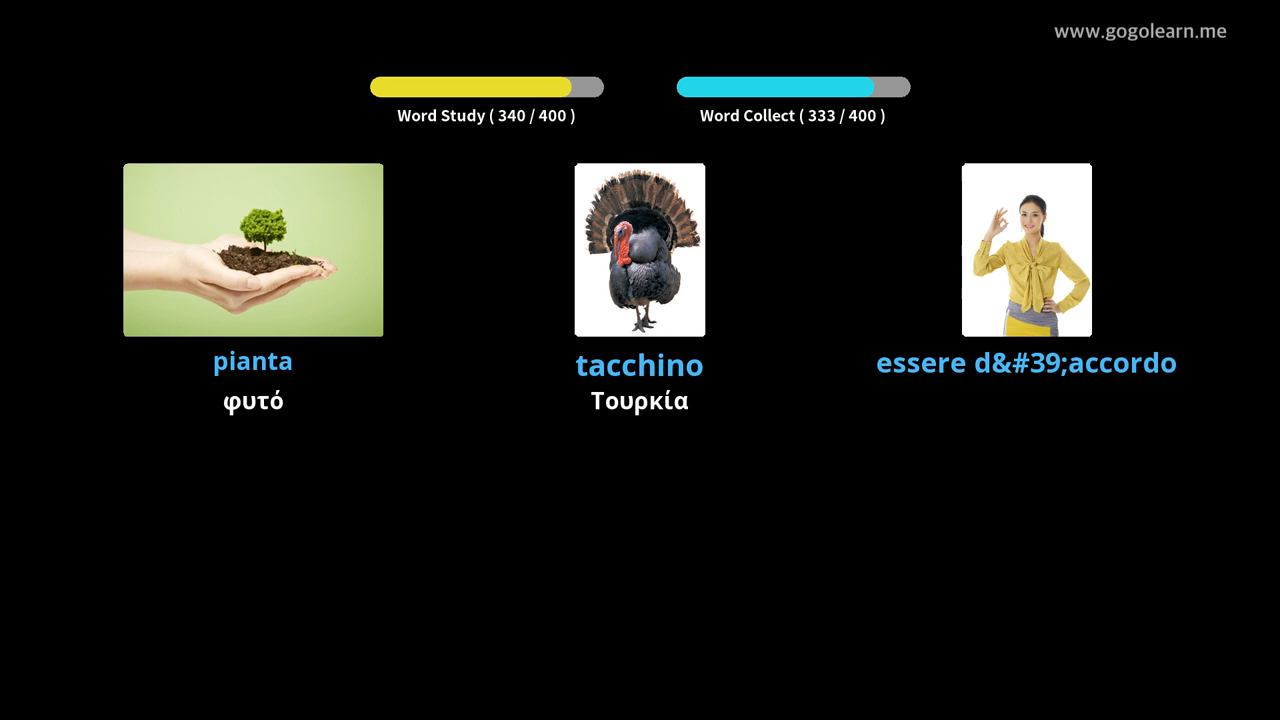 www.gogolearn.me
Word Study ( 340 / 400 )
Word Collect ( 333 / 400 )
pianta
φυτό
tacchino
Τουρκία
essere d&#39;accordo